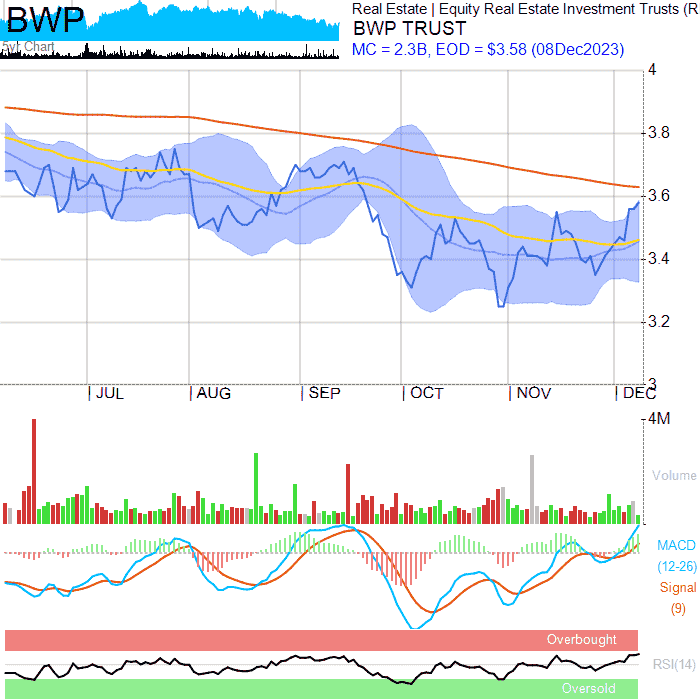 BWP
5yr Chart
Real Estate | Equity Real Estate Investment Trusts (R
BWP TRUST
MC = 2.3B, EOD = $3.58 (08Dec2023)
4
3.8
3.6
3.4
3.2
3
JUL AUG SEP OCT NOV DEC
4M
Volume
MACD
(12-26)
Signal
(9)
Overbought
RSI(14)
Oversold